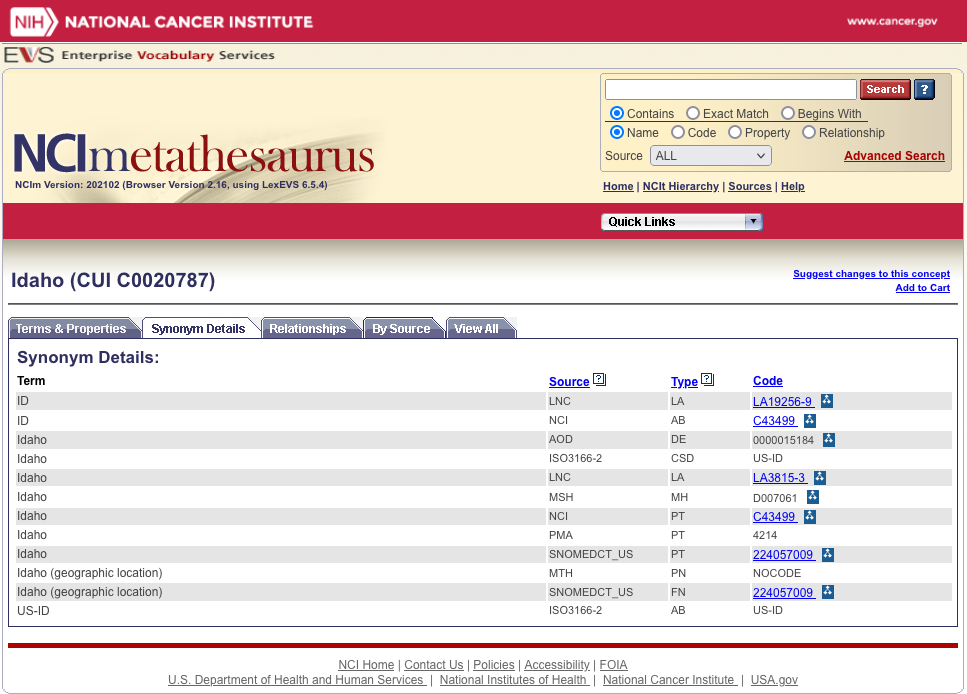 NIH NATIONAL CANCER INSTITUTE www.cancer.gov
EVS Enterprise Vocabulary Services
Search ?
Contains Exact Match Begins With
Name Code Property Relationship
Source ALL Advanced Search
NCImetathesaurus
NCIm Version: 202102 (Browser Version 2.16, using LexEVS 6.5.4)
Home | NCIt Hierarchy | Sources | Help
Quick Links
Idaho (CUI C0020787)
Suggest changes to this concept
Add to Cart
Terms & Properties Synonym Details Relationships By Source View All
Synonym Details:
Term Source ? Type ? Code
ID LNC LA LA19256-9
ID NCI AB C43499
Idaho AOD DE 0000015184
Idaho ISO3166-2 CSD US-ID
Idaho LNC LA LA3815-3
Idaho MSH MH D007061
Idaho NCI PT C43499
Idaho PMA PT 4214
Idaho SNOMEDCT_US PT 224057009
Idaho (geographic location) MTH PN NOCODE
Idaho (geographic location) SNOMEDCT_US FN 224057009
US-ID ISO3166-2 AB US-ID
NCI Home | Contact Us | Policies | Accessibility | FOIA
U.S. Department of Health and Human Services | National Institutes of Health | National Cancer Institute | USA.gov